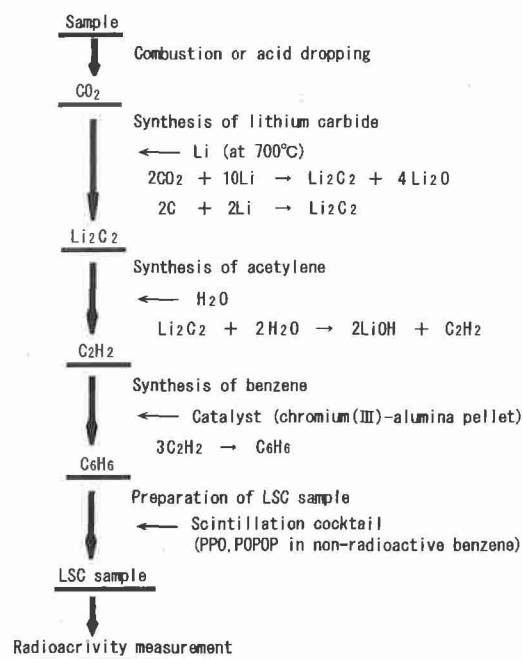 Sample
Combustion or acid dropping
CO2
Synthesis of lithium carbide
← Li (at 700℃)
2CO2 + 10Li → Li2C2 + 4Li2O
2C + 2Li → Li2C2
Li2C2
Synthesis of acetylene
← H2O
Li2C2 + 2H2O → 2LiOH + C2H2
C2H2
Synthesis of benzene
← Catalyst (chromium(Ⅲ)-alumina pellet)
3C2H2 → C6H6
C6H6
Preparation of LSC sample
← Scintillation cocktail
(PPO,POPOP in non-radioactive benzene)
LSC sample
Radioacrivity measurement